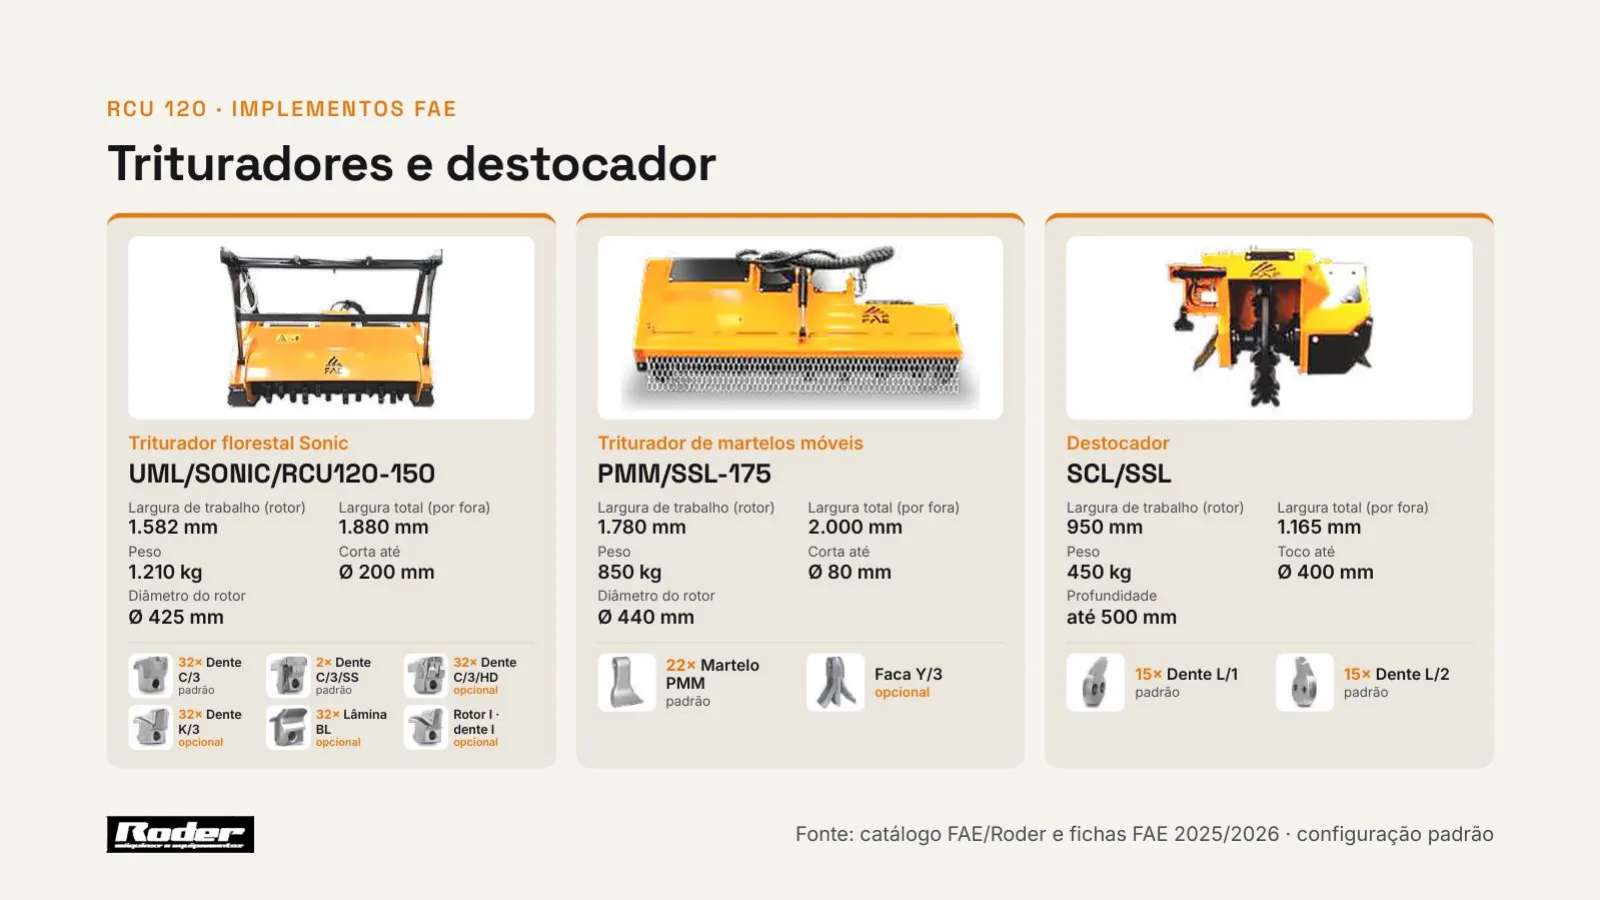 RCU 120 · IMPLEMENTOS FAE
Trituradores e destocador
FAE
FAE
FAE
Triturador florestal Sonic
UML/SONIC/RCU120-150
Largura de trabalho (rotor)
1.582 mm
Largura total (por fora)
1.880 mm
Peso
1.210 kg
Corta até
Ø 200 mm
Diâmetro do rotor
Ø 425 mm
32× Dente
C/3
padrão
2× Dente
C/3/SS
padrão
32× Dente
C/3/HD
opcional
32× Dente
K/3
opcional
32× Lâmina
BL
opcional
Rotor I ·
dente I
opcional
Triturador de martelos móveis
PMM/SSL-175
Largura de trabalho (rotor)
1.780 mm
Largura total (por fora)
2.000 mm
Peso
850 kg
Corta até
Ø 80 mm
Diâmetro do rotor
Ø 440 mm
22× Martelo
PMM
padrão
Faca Y/3
opcional
Destocador
SCL/SSL
Largura de trabalho (rotor)
950 mm
Largura total (por fora)
1.165 mm
Peso
450 kg
Toco até
Ø 400 mm
Profundidade
até 500 mm
15× Dente L/1
padrão
15× Dente L/2
padrão
Roder
máquinas e equipamentos
Fonte: catálogo FAE/Roder e fichas FAE 2025/2026 · configuração padrão